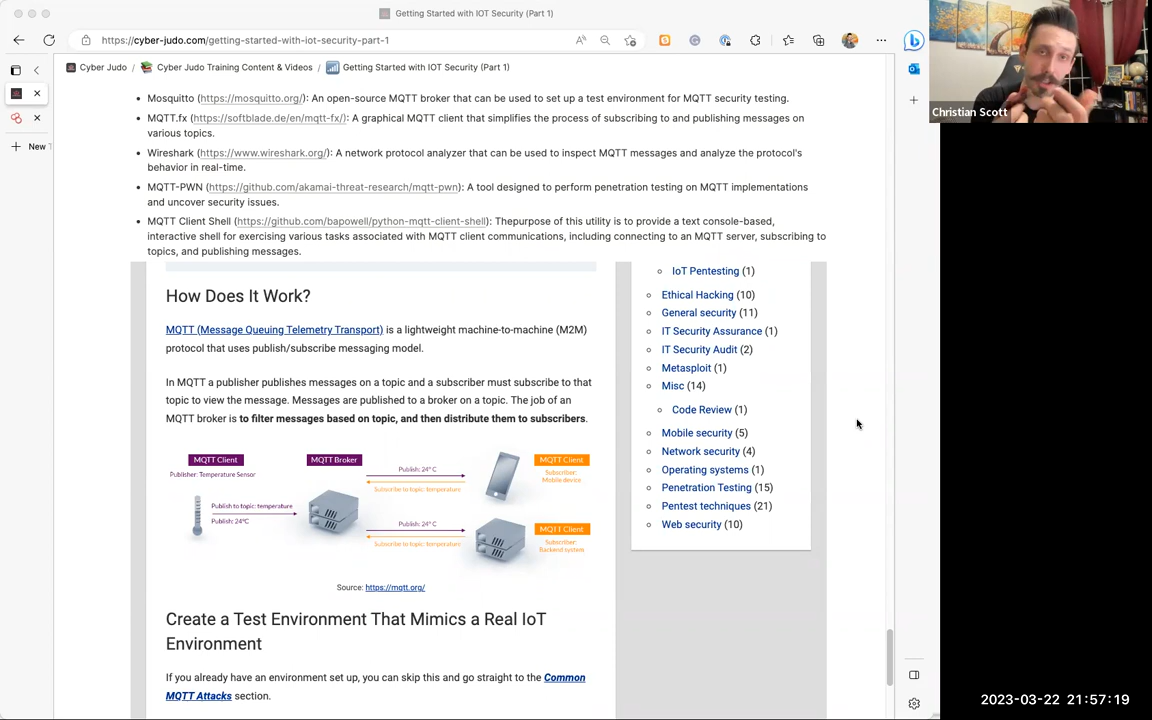 Getting Started with IOT Security (Part 1)
https://cyber-judo.com/getting-started-with-iot-security-part-1
Cyber Judo / Cyber Judo Training Content & Videos / Getting Started with IOT Security (Part 1)
New
Mosquitto (https://mosquitto.org/): An open-source MQTT broker that can be used to set up a test environment for MQTT security testing.
MQTT.fx (https://softblade.de/en/mqtt-fx/): A graphical MQTT client that simplifies the process of subscribing to and publishing messages on
various topics.
Wireshark (https://www.wireshark.org/): A network protocol analyzer that can be used to inspect MQTT messages and analyze the protocol's
behavior in real-time.
MQTT-PWN (https://github.com/akamai-threat-research/mqtt-pwn): A tool designed to perform penetration testing on MQTT implementations
and uncover security issues.
MQTT Client Shell (https://github.com/bapowell/python-mqtt-client-shell): Thepurpose of this utility is to provide a text console-based,
interactive shell for exercising various tasks associated with MQTT client communications, including connecting to an MQTT server, subscribing to
topics, and publishing messages.
How Does It Work?
MQTT (Message Queuing Telemetry Transport) is a lightweight machine-to-machine (M2M)
protocol that uses publish/subscribe messaging model.
In MQTT a publisher publishes messages on a topic and a subscriber must subscribe to that
topic to view the message. Messages are published to a broker on a topic. The job of an
MQTT broker is to filter messages based on topic, and then distribute them to subscribers.
MQTT Client
Publisher: Temperature Sensor
Publish to topic: temperature
Publish: 24°C
MQTT Broker
Publish: 24° C
Subscribe to topic: temperature
Publish: 24° C
Subscribe to topic: temperature
MQTT Client
Subscriber:
Mobile device
MQTT Client
Subscriber:
Backend system
Source: https://mqtt.org/
Create a Test Environment That Mimics a Real IoT
Environment
If you already have an environment set up, you can skip this and go straight to the Common
MQTT Attacks section.
IoT Pentesting (1)
Ethical Hacking (10)
General security (11)
IT Security Assurance (1)
IT Security Audit (2)
Metasploit (1)
Misc (14)
Code Review (1)
Mobile security (5)
Network security (4)
Operating systems (1)
Penetration Testing (15)
Pentest techniques (21)
Web security (10)
Christian Scott
2023-03-22 21:57:19